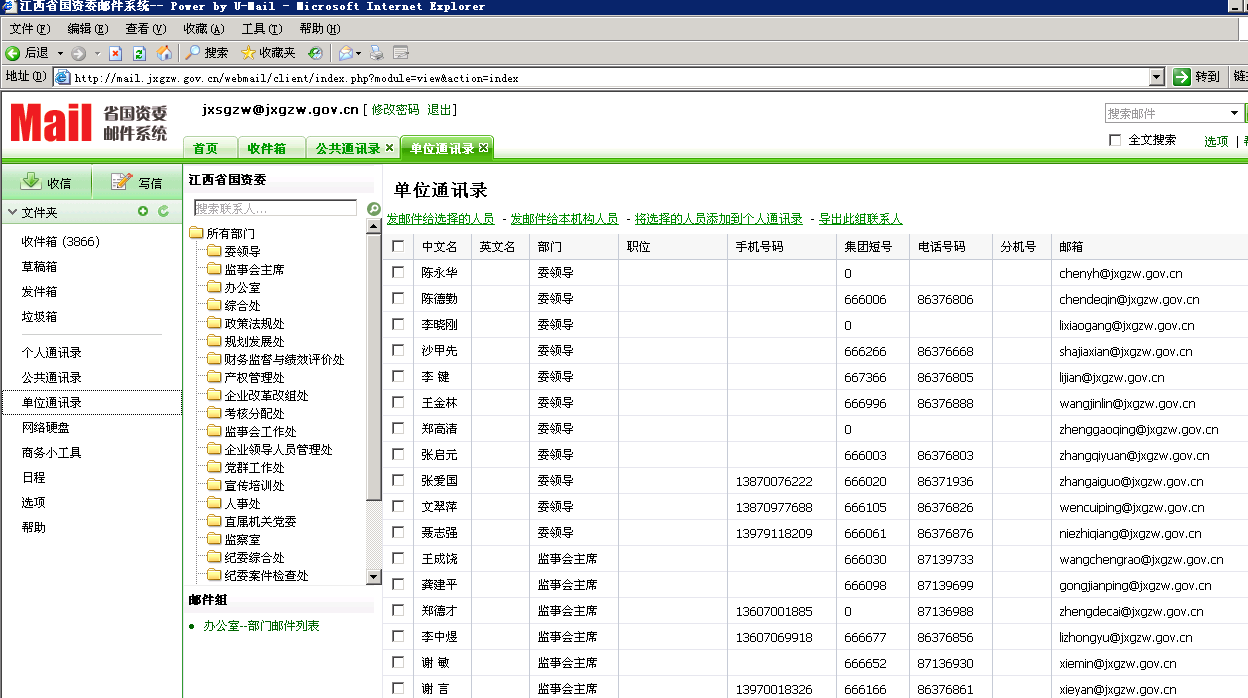 江西省国资委邮件系统-- Power by U-Mail - Microsoft Internet Explorer
文件(F) 编辑(E) 查看(V) 收藏(A) 工具(T) 帮助(H)
后退 搜索 收藏夹
地址(D) http://mail.jxgzw.gov.cn/webmail/client/index.php?module=view&action=index 转到
Mail 省国资委邮件系统
jxsgzw@jxgzw.gov.cn [ 修改密码 退出]
搜索邮件
全文搜索 选项 |
首页 收件箱 公共通讯录 × 单位通讯录 ×
收信 写信
文件夹
收件箱 (3866)
草稿箱
发件箱
垃圾箱
个人通讯录
公共通讯录
单位通讯录
网络硬盘
商务小工具
日程
选项
帮助
江西省国资委
搜索联系人...
所有部门
委领导
监事会主席
办公室
综合处
政策法规处
规划发展处
财务监督与绩效评价处
产权管理处
企业改革改组处
考核分配处
监事会工作处
企业领导人员管理处
党群工作处
宣传培训处
人事处
直属机关党委
监察室
纪委综合处
纪委案件检查处
邮件组
办公室--部门邮件列表
单位通讯录
发邮件给选择的人员 - 发邮件给本机构人员 - 将选择的人员添加到个人通讯录 - 导出此组联系人
中文名 英文名 部门 职位 手机号码 集团短号 电话号码 分机号 邮箱
陈永华 委领导 0 chenyh@jxgzw.gov.cn
陈德勤 委领导 666006 86376806 chendeqin@jxgzw.gov.cn
李晓刚 委领导 0 lixiaogang@jxgzw.gov.cn
沙甲先 委领导 666266 86376668 shajiaxian@jxgzw.gov.cn
李 键 委领导 667366 86376805 lijian@jxgzw.gov.cn
王金林 委领导 666996 86376888 wangjinlin@jxgzw.gov.cn
郑高清 委领导 0 zhenggaoqing@jxgzw.gov.cn
张启元 委领导 666003 86376803 zhangqiyuan@jxgzw.gov.cn
张爱国 委领导 13870076222 666020 86371936 zhangaiguo@jxgzw.gov.cn
文翠萍 委领导 13870977688 666105 86376826 wencuiping@jxgzw.gov.cn
聂志强 委领导 13979118209 666061 86376876 niezhiqiang@jxgzw.gov.cn
王成饶 监事会主席 666030 87139733 wangchengrao@jxgzw.gov.cn
龚建平 监事会主席 666098 87139699 gongjianping@jxgzw.gov.cn
郑德才 监事会主席 13607001885 0 87136988 zhengdecai@jxgzw.gov.cn
李中煜 监事会主席 13607069918 666677 86376856 lizhongyu@jxgzw.gov.cn
谢 敏 监事会主席 666652 87136930 xiemin@jxgzw.gov.cn
谢 言 监事会主席 13970018326 666166 86376861 xieyan@jxgzw.gov.cn